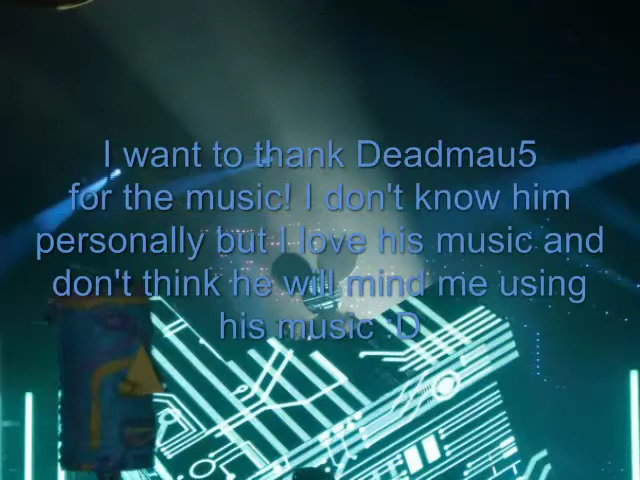 I want to thank Deadmau5
for the music! I don't know him
personally but I love his music and
don't think he will mind me using
his music :D